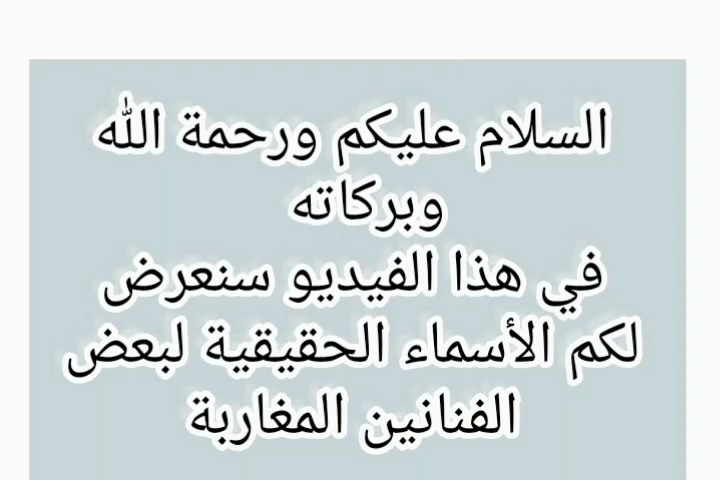 السلام عليكم ورحمة الله
وبركاته
في هذا الفيديو سنعرض
لكم الأسماء الحقيقية لبعض
الفنانين المغاربة